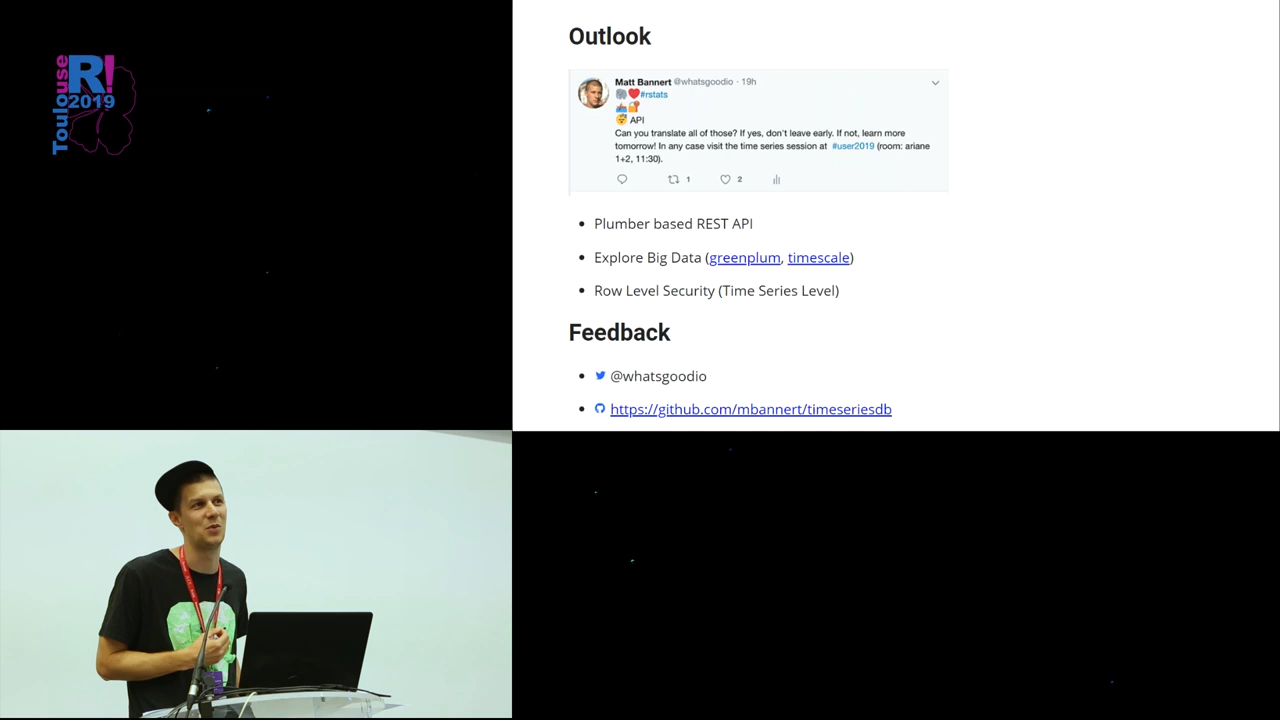 Toulouse
R!
2019
Outlook
Matt Bannert @whatsgoodio · 19h
#rstats
API
Can you translate all of those? If yes, don't leave early. If not, learn more
tomorrow! In any case visit the time series session at #user2019 (room: ariane
1+2, 11:30).
1 2
Plumber based REST API
Explore Big Data (greenplum, timescale)
Row Level Security (Time Series Level)
Feedback
@whatsgoodio
https://github.com/mbannert/timeseriesdb